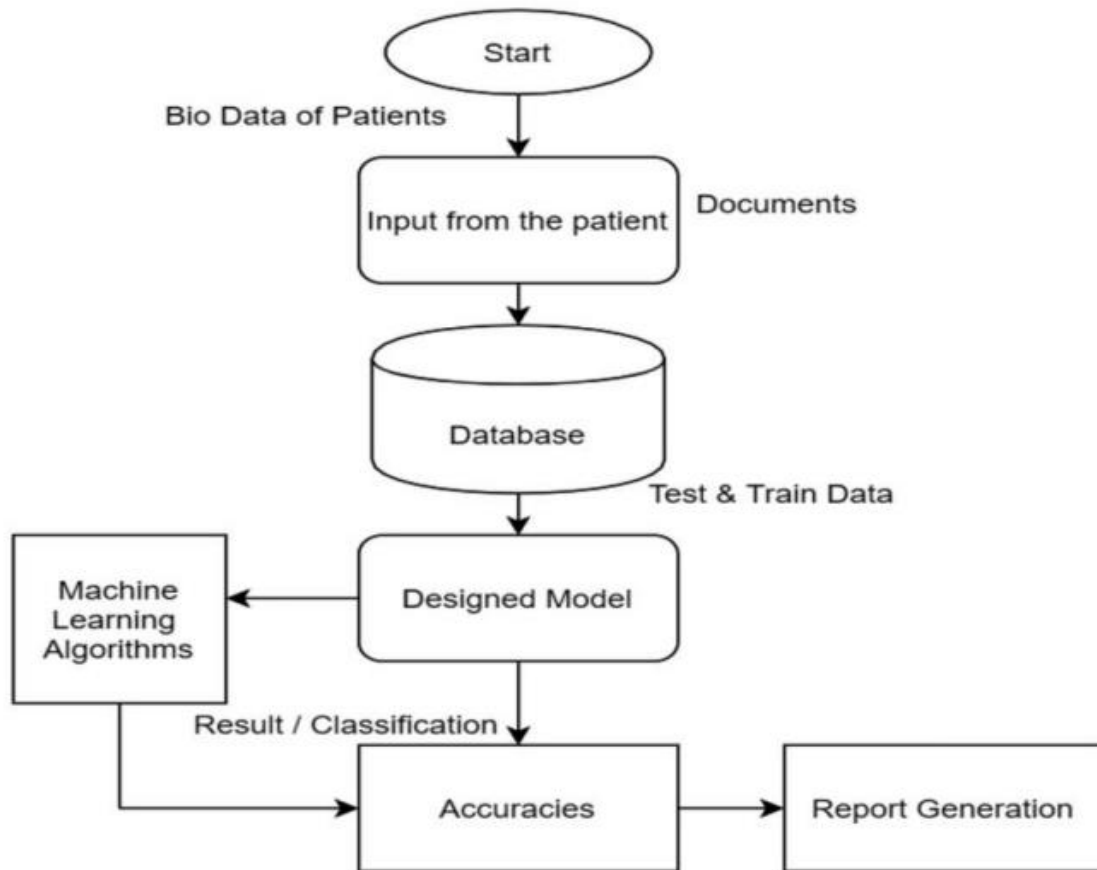 Start
Bio Data of Patients
Input from the patient
Documents
Database
Test & Train Data
Machine
Learning
Algorithms
Designed Model
Result / Classification
Accuracies
Report Generation